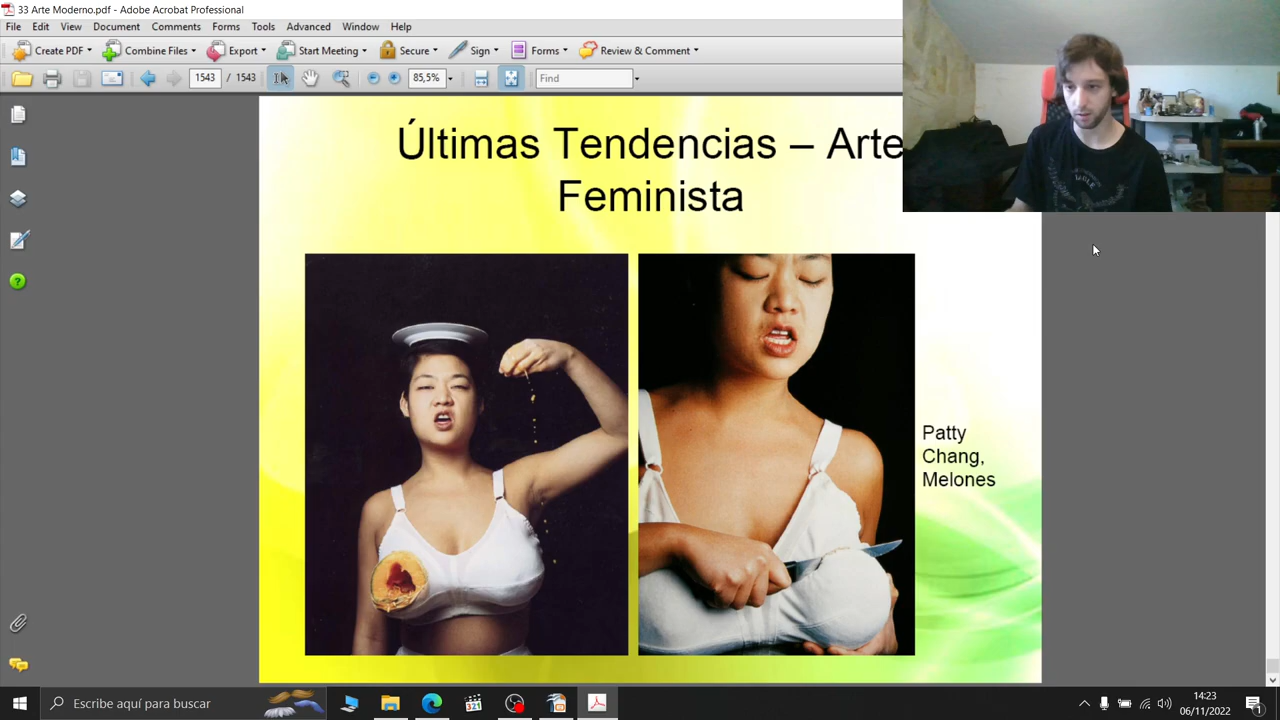 33 Arte Moderno.pdf - Adobe Acrobat Professional
File Edit View Document Comments Forms Tools Advanced Window Help
Create PDF Combine Files Export Start Meeting Secure Sign Forms Review & Comment
1543 / 1543 85,5% Find
Últimas Tendencias – Arte
Feminista
Patty
Chang,
Melones
Escribe aquí para buscar
321
14:23
06/11/2022
1